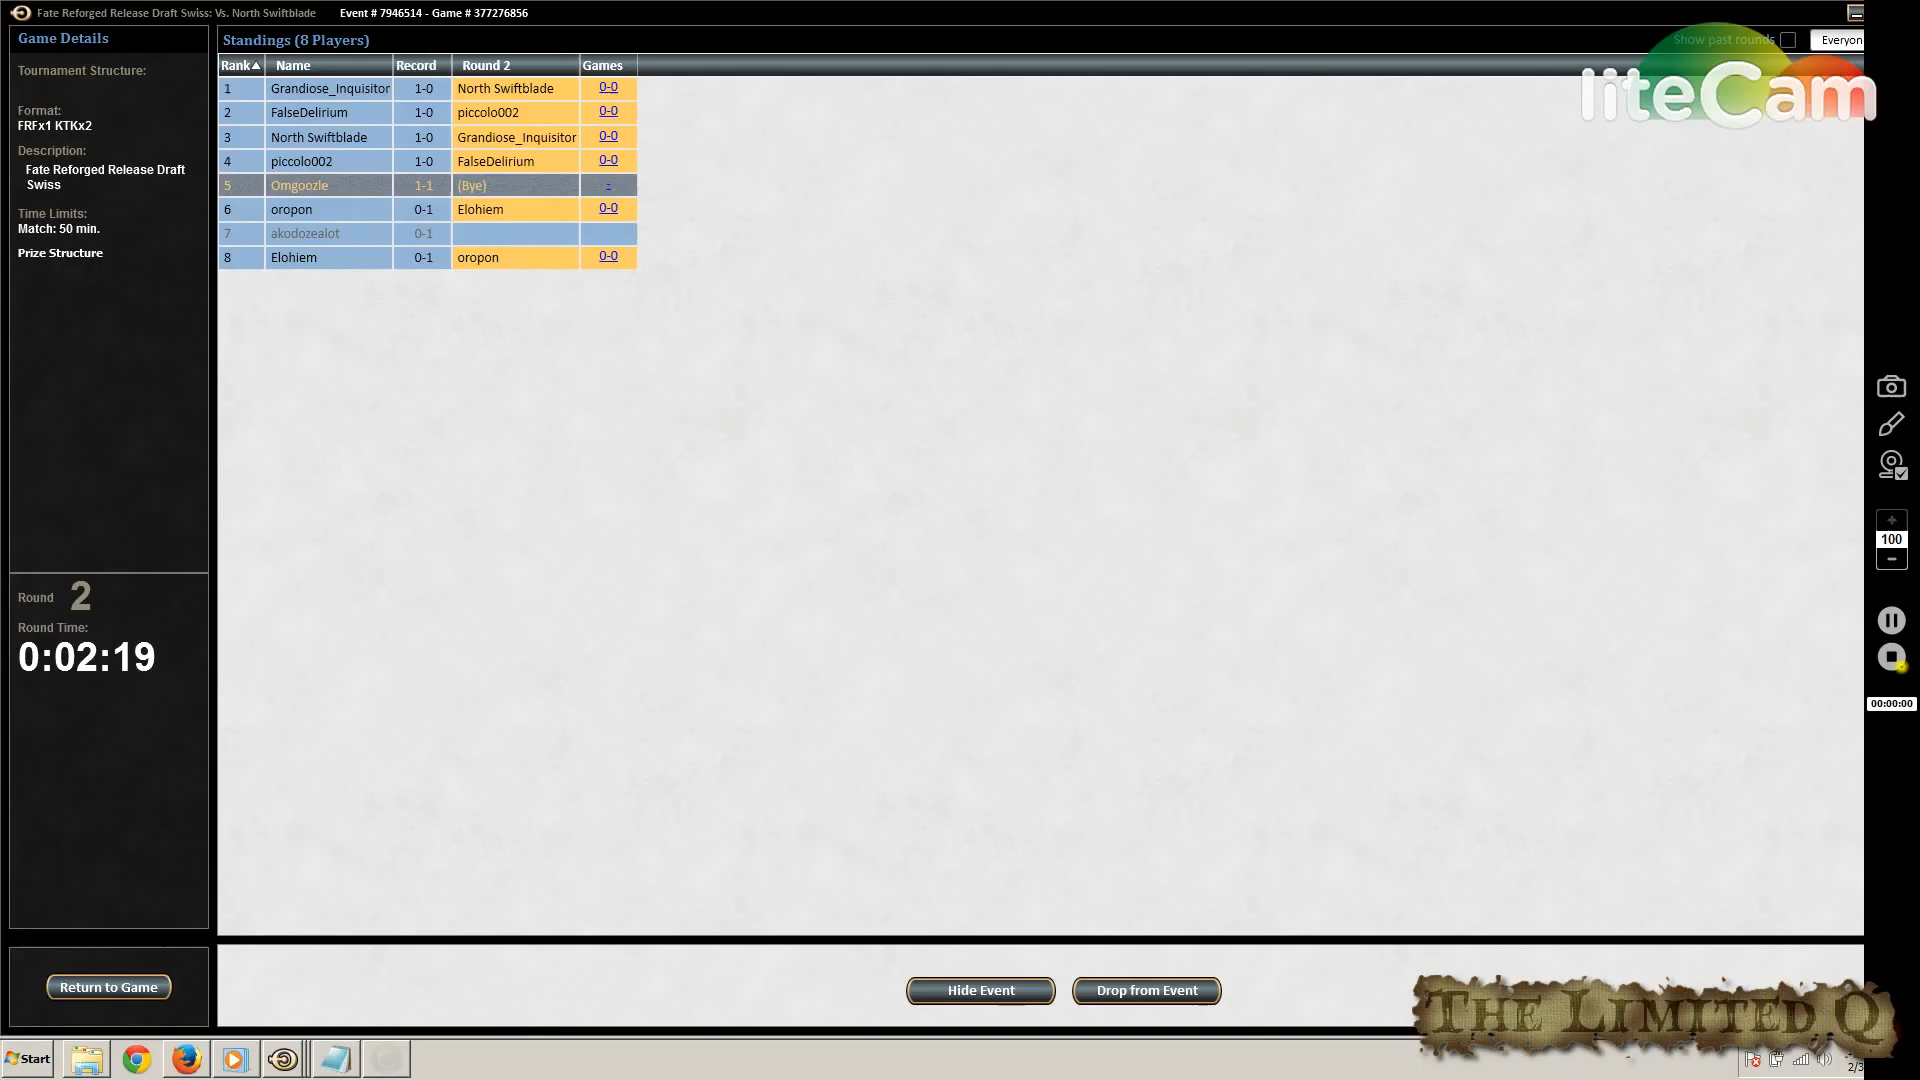 Fate Reforged Release Draft Swiss: Vs. North Swiftblade Event # 7946514 - Game # 377276856
Game Details
Tournament Structure:
Format:
FRFx1 KTKx2
Description:
Fate Reforged Release Draft
Swiss
Time Limits:
Match: 50 min.
Prize Structure
Round 2
Round Time:
0:02:19
Return to Game
Standings (8 Players) Show past rounds Everyon
Rank Name Record Round 2 Games
1 Grandiose_Inquisitor 1-0 North Swiftblade 0-0
2 FalseDelirium 1-0 piccolo002 0-0
3 North Swiftblade 1-0 Grandiose_Inquisitor 0-0
4 piccolo002 1-0 FalseDelirium 0-0
5 Omgoozle 1-1 (Bye) -
6 oropon 0-1 Elohiem 0-0
7 akodozealot 0-1
8 Elohiem 0-1 oropon 0-0
liteCam
+
100
-
00:00:00
Hide Event Drop from Event
THE LIMITED Q
Start
2/3